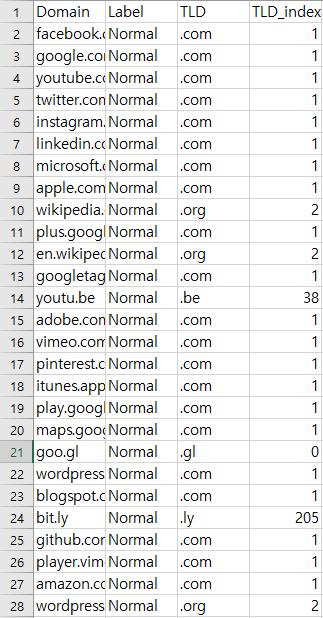 1 Domain Label TLD TLD_index
2 facebook.c Normal .com 1
3 google.co Normal .com 1
4 youtube.cc Normal .com 1
5 twitter.con Normal .com 1
6 instagram. Normal .com 1
7 linkedin.cc Normal .com 1
8 microsoft.c Normal .com 1
9 apple.com Normal .com 1
10 wikipedia. Normal .org 2
11 plus.googl Normal .com 1
12 en.wikipec Normal .org 2
13 googletag Normal .com 1
14 youtu.be Normal .be 38
15 adobe.con Normal .com 1
16 vimeo.com Normal .com 1
17 pinterest.c Normal .com 1
18 itunes.app Normal .com 1
19 play.googl Normal .com 1
20 maps.goog Normal .com 1
21 goo.gl Normal .gl 0
22 wordpress Normal .com 1
23 blogspot.c Normal .com 1
24 bit.ly Normal .ly 205
25 github.con Normal .com 1
26 player.vim Normal .com 1
27 amazon.cc Normal .com 1
28 wordpress Normal .org 2